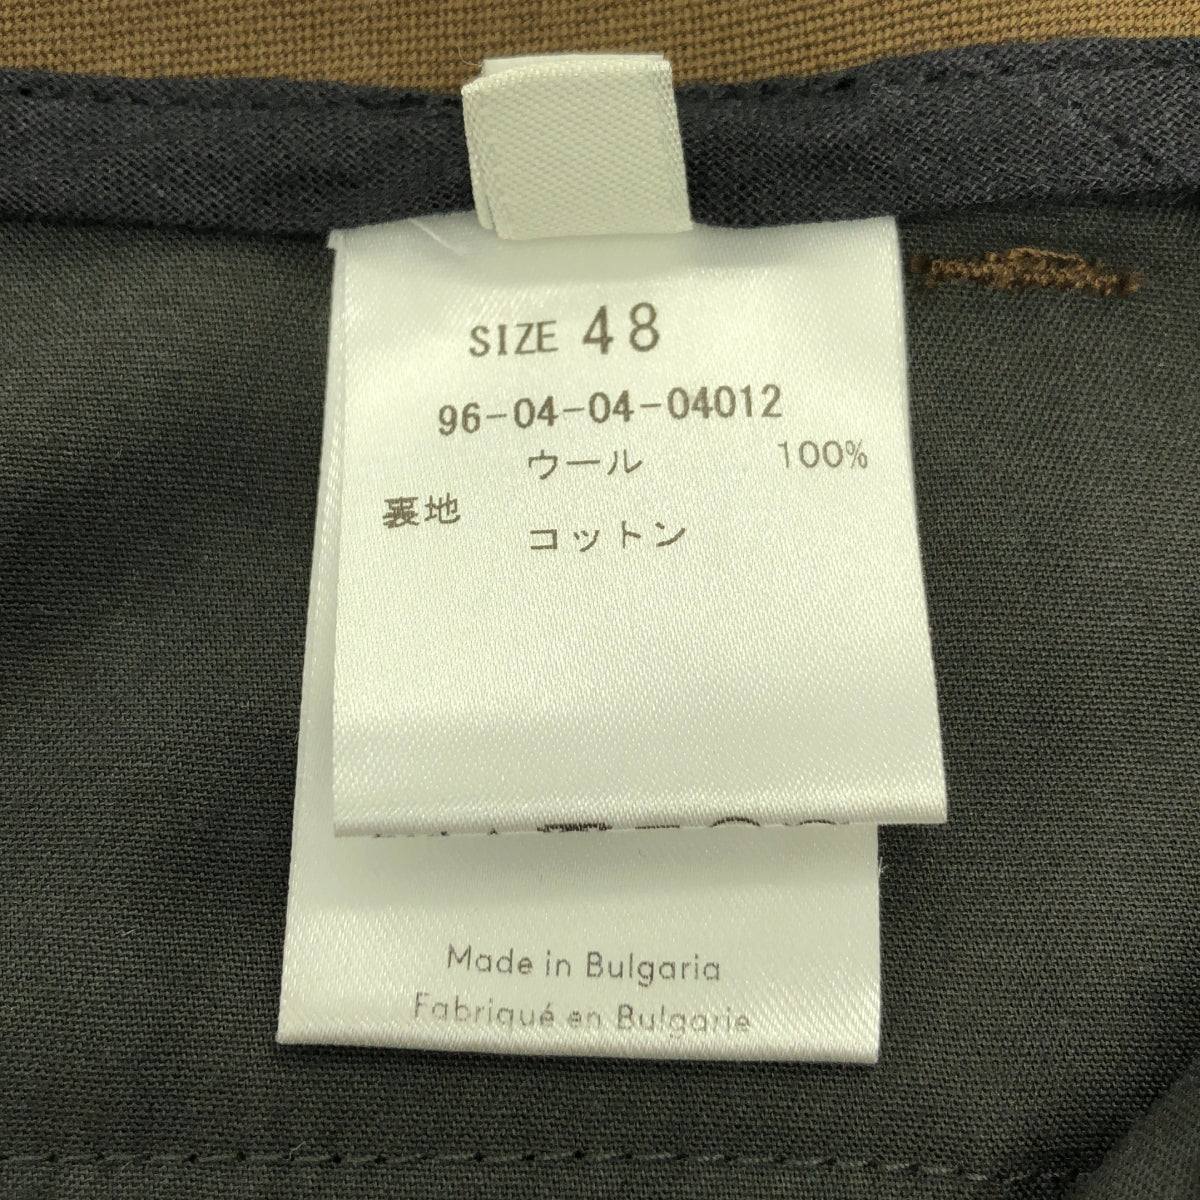 SIZE 48
96-04-04-04012
ウール 100%
裏地
コットン
Made in Bulgaria
Fabriqué en Bulgarie